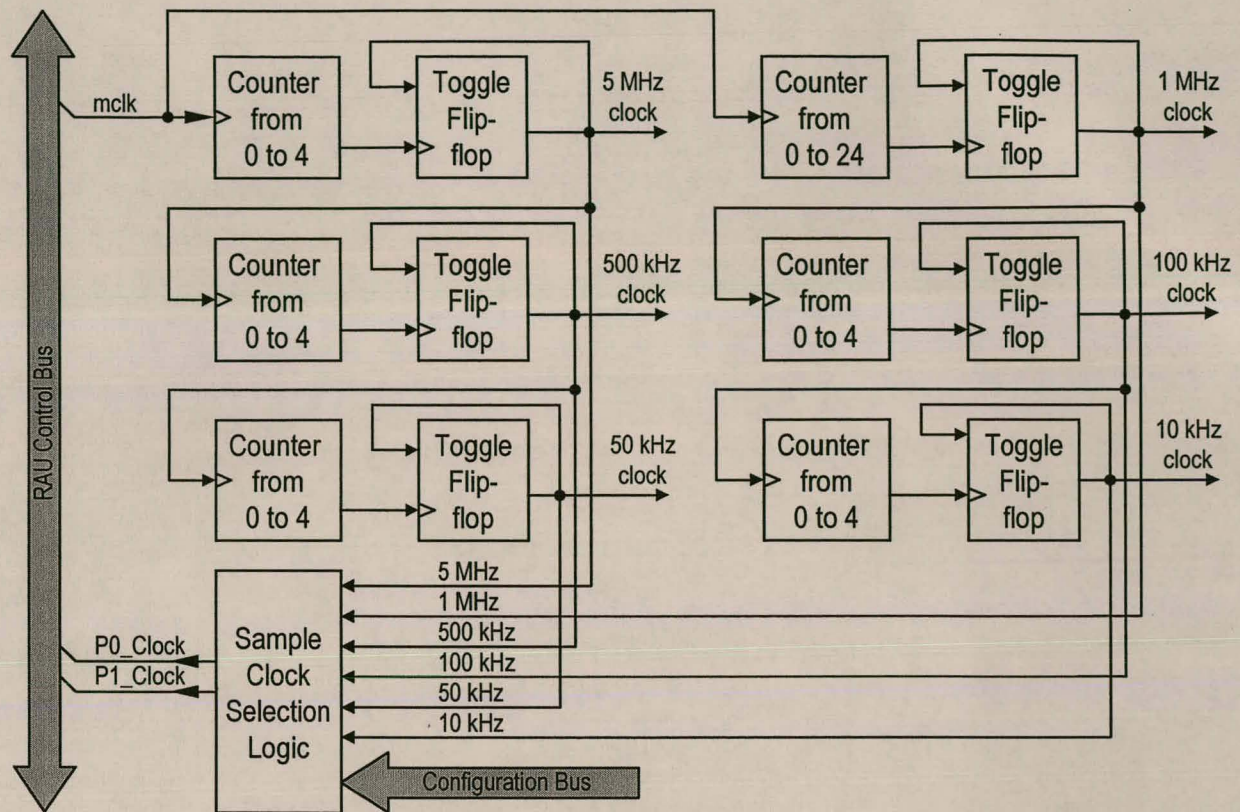 mclk
Counter
from
0 to 4
Toggle
Flip-
flop
5 MHz
clock
Counter
from
0 to 24
Toggle
Flip-
flop
1 MHz
clock
Counter
from
0 to 4
Toggle
Flip-
flop
500 kHz
clock
Counter
from
0 to 4
Toggle
Flip-
flop
100 kHz
clock
Counter
from
0 to 4
Toggle
Flip-
flop
50 kHz
clock
Counter
from
0 to 4
Toggle
Flip-
flop
10 kHz
clock
RAU Control Bus
5 MHz
1 MHz
500 kHz
100 kHz
50 kHz
10 kHz
Sample
Clock
Selection
Logic
P0_Clock
P1_Clock
Configuration Bus